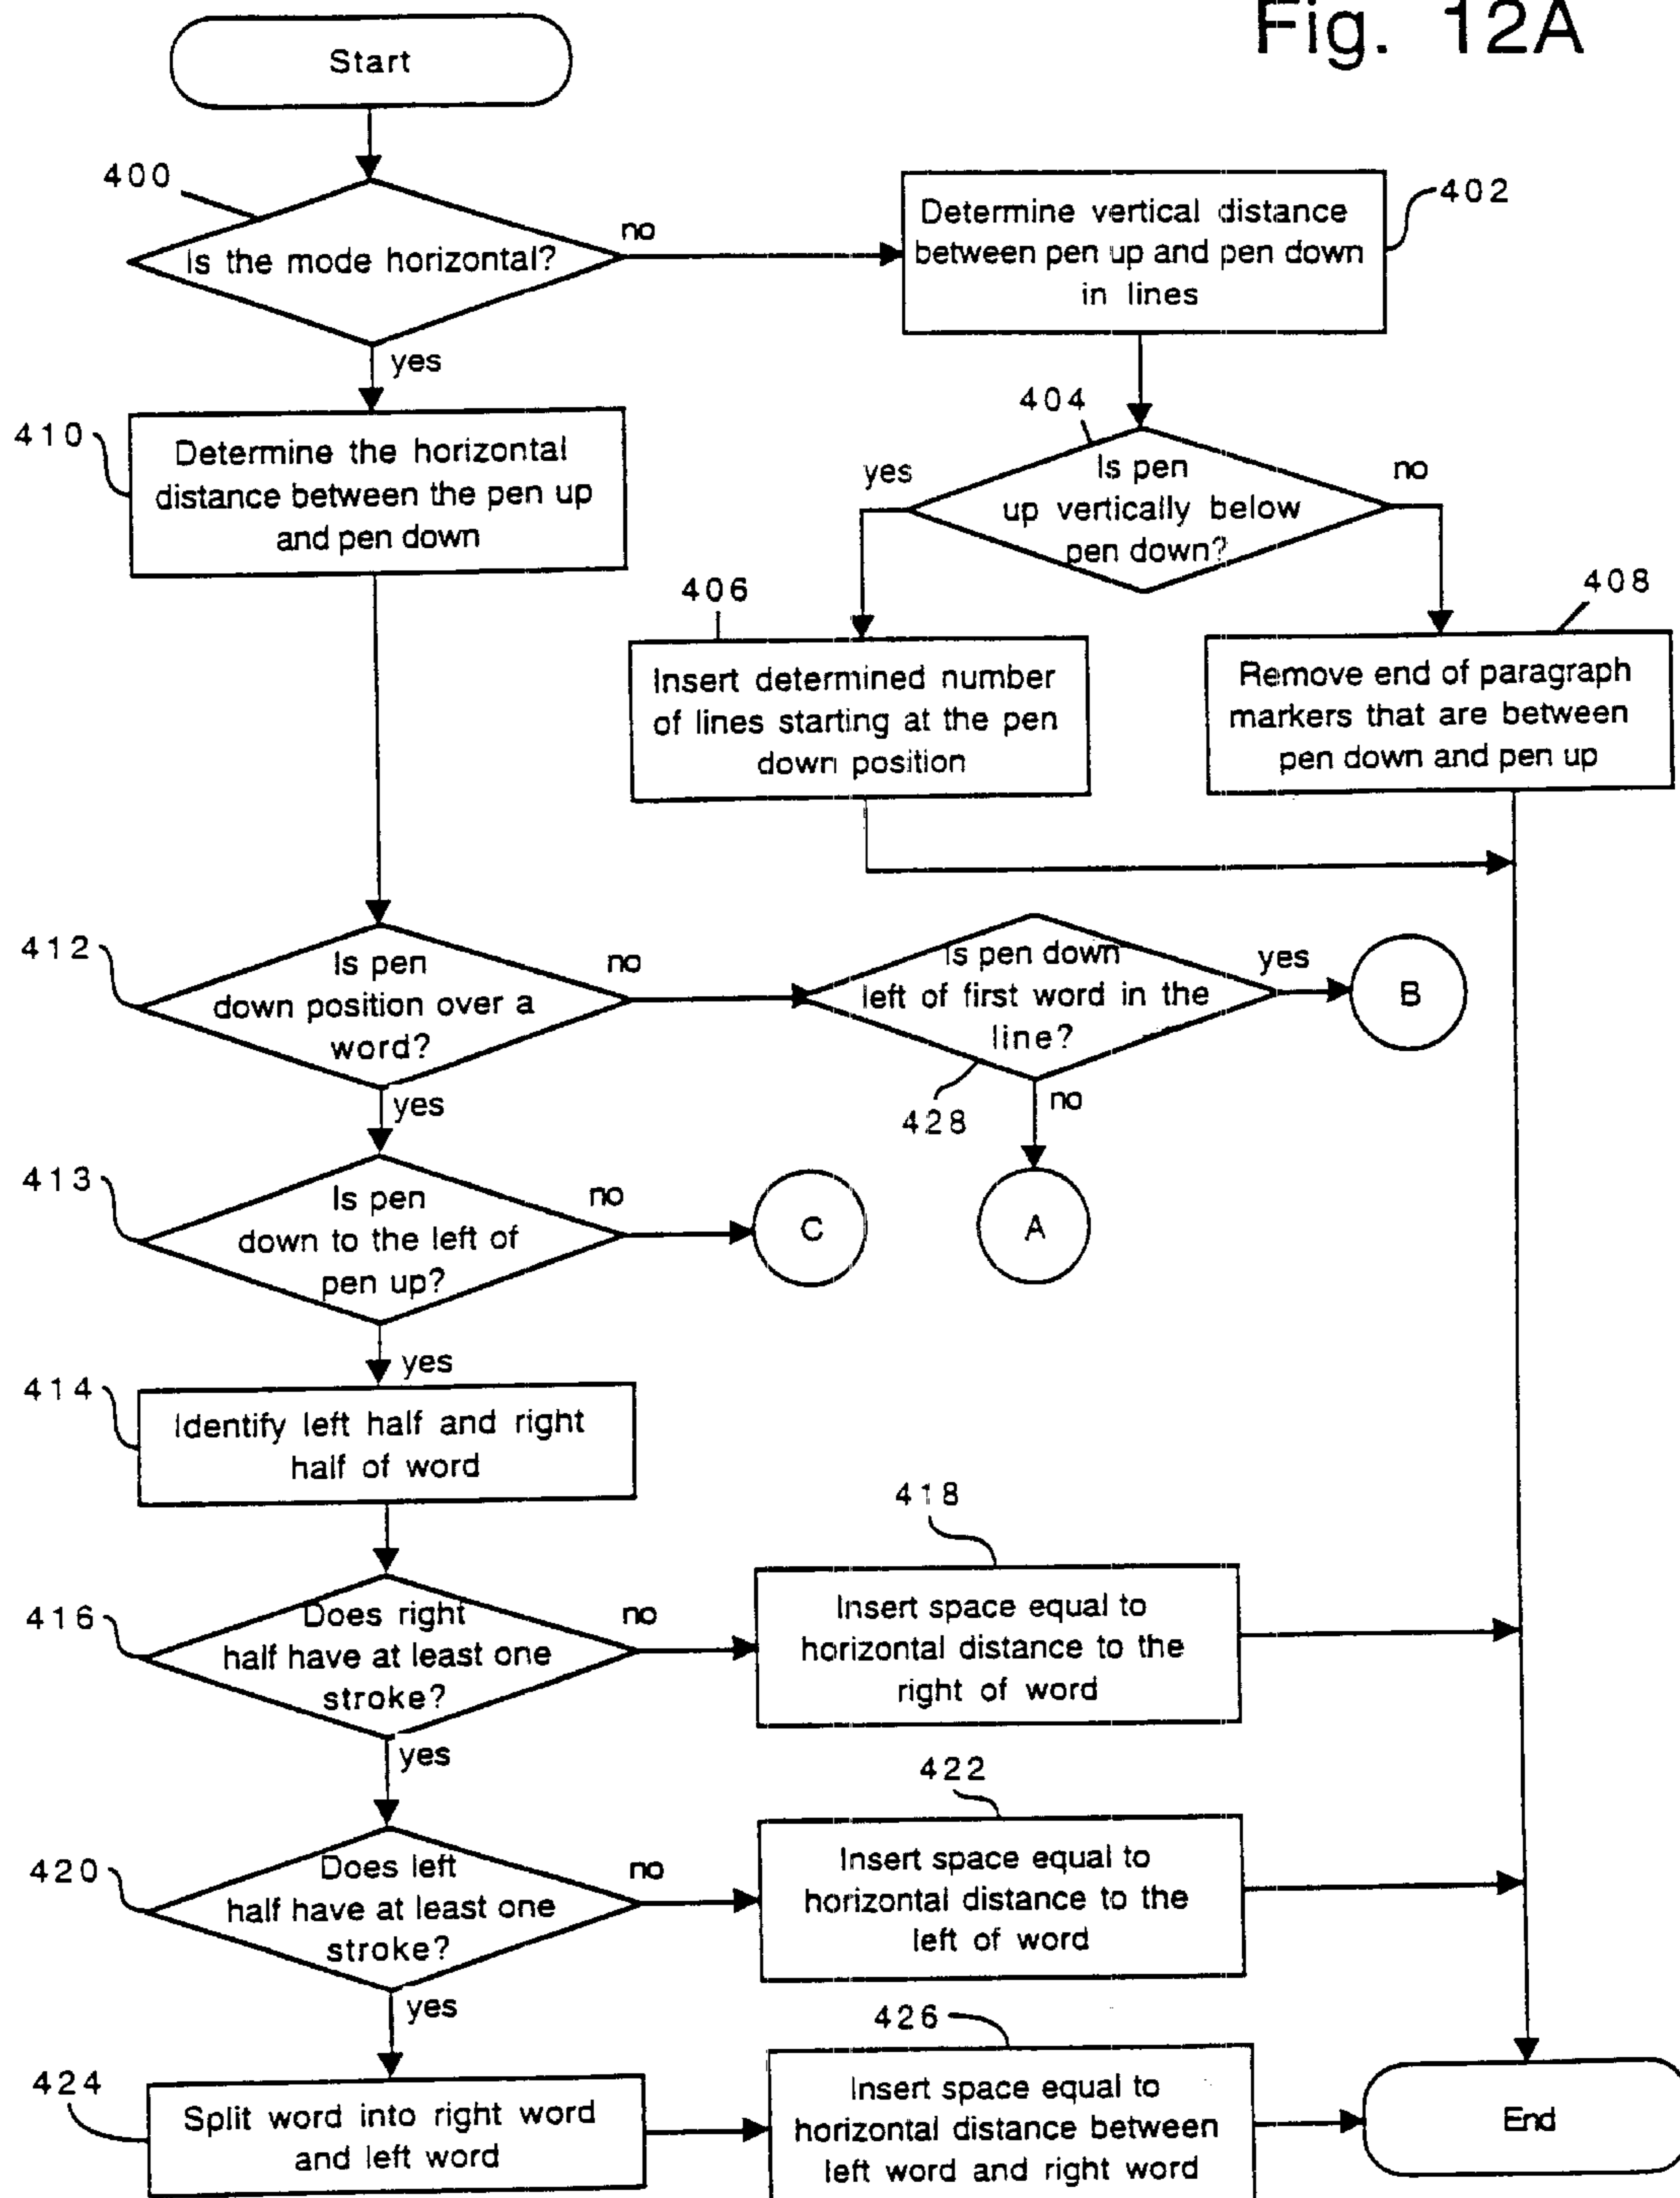 Fig. 12A
Start
400
Is the mode horizontal?
no
yes
402
Determine vertical distance
between pen up and pen down
in lines
404
Is pen
up vertically below
pen down?
yes
no
410
Determine the horizontal
distance between the pen up
and pen down
406
Insert determined number
of lines starting at the pen
down position
408
Remove end of paragraph
markers that are between
pen down and pen up
412
Is pen
down position over a
word?
no
yes
Is pen down
left of first word in the
line?
yes
B
428
no
A
413
Is pen
down to the left of
pen up?
no
C
yes
414
Identify left half and right
half of word
416
Does right
half have at least one
stroke?
no
yes
418
Insert space equal to
horizontal distance to the
right of word
420
Does left
half have at least one
stroke?
no
yes
422
Insert space equal to
horizontal distance to the
left of word
424
Split word into right word
and left word
426
Insert space equal to
horizontal distance between
left word and right word
End